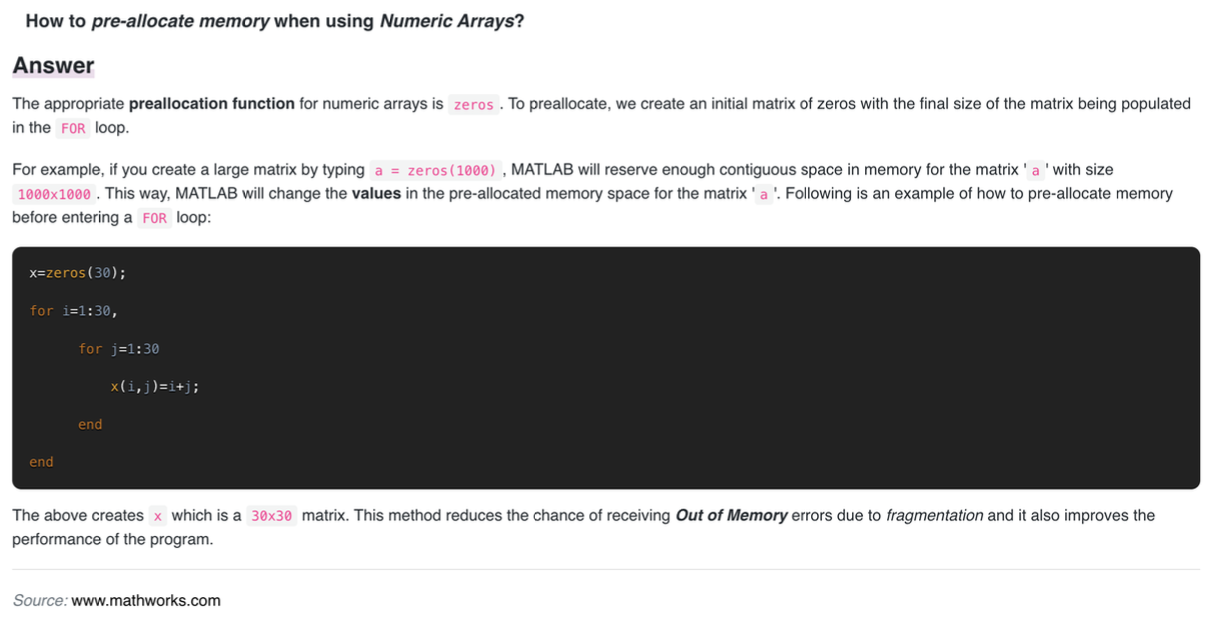 How to pre-allocate memory when using Numeric Arrays?
Answer
The appropriate preallocation function for numeric arrays is zeros . To preallocate, we create an initial matrix of zeros with the final size of the matrix being populated
in the FOR loop.
For example, if you create a large matrix by typing a = zeros(1000) , MATLAB will reserve enough contiguous space in memory for the matrix ' a ' with size
1000x1000 . This way, MATLAB will change the values in the pre-allocated memory space for the matrix ' a '. Following is an example of how to pre-allocate memory
before entering a FOR loop:
x=zeros(30);
for i=1:30,
for j=1:30
x(i,j)=i+j;
end
end
The above creates x which is a 30x30 matrix. This method reduces the chance of receiving Out of Memory errors due to fragmentation and it also improves the
performance of the program.
Source: www.mathworks.com